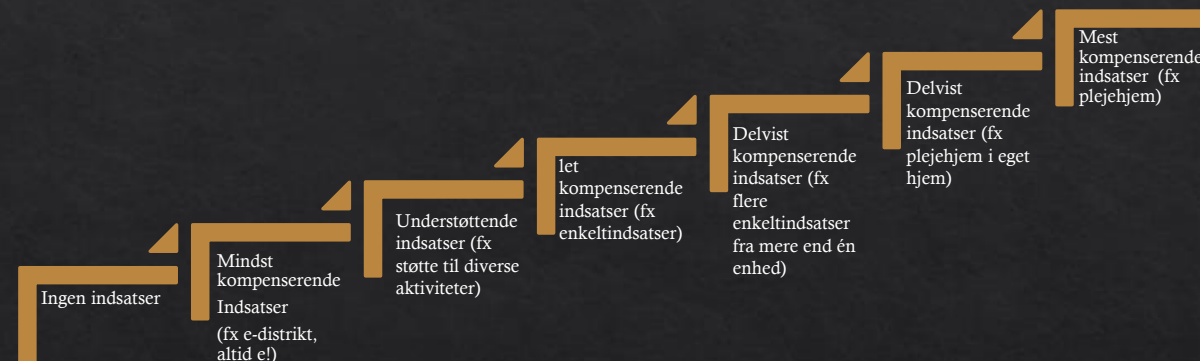 Ingen indsatser
Mindst
kompenserende
Indsatser
(fx e-distrikt,
altid e!)
Understøttende
indsatser (fx
støtte til diverse
aktiviteter)
let
kompenserende
indsatser (fx
enkeltindsatser)
Delvist
kompenserende
indsatser (fx
flere
enkeltindsatser
fra mere end én
enhed)
Delvist
kompenserende
indsatser (fx
plejehjem i eget
hjem)
Mest
kompenserende
indsatser (fx
plejehjem)